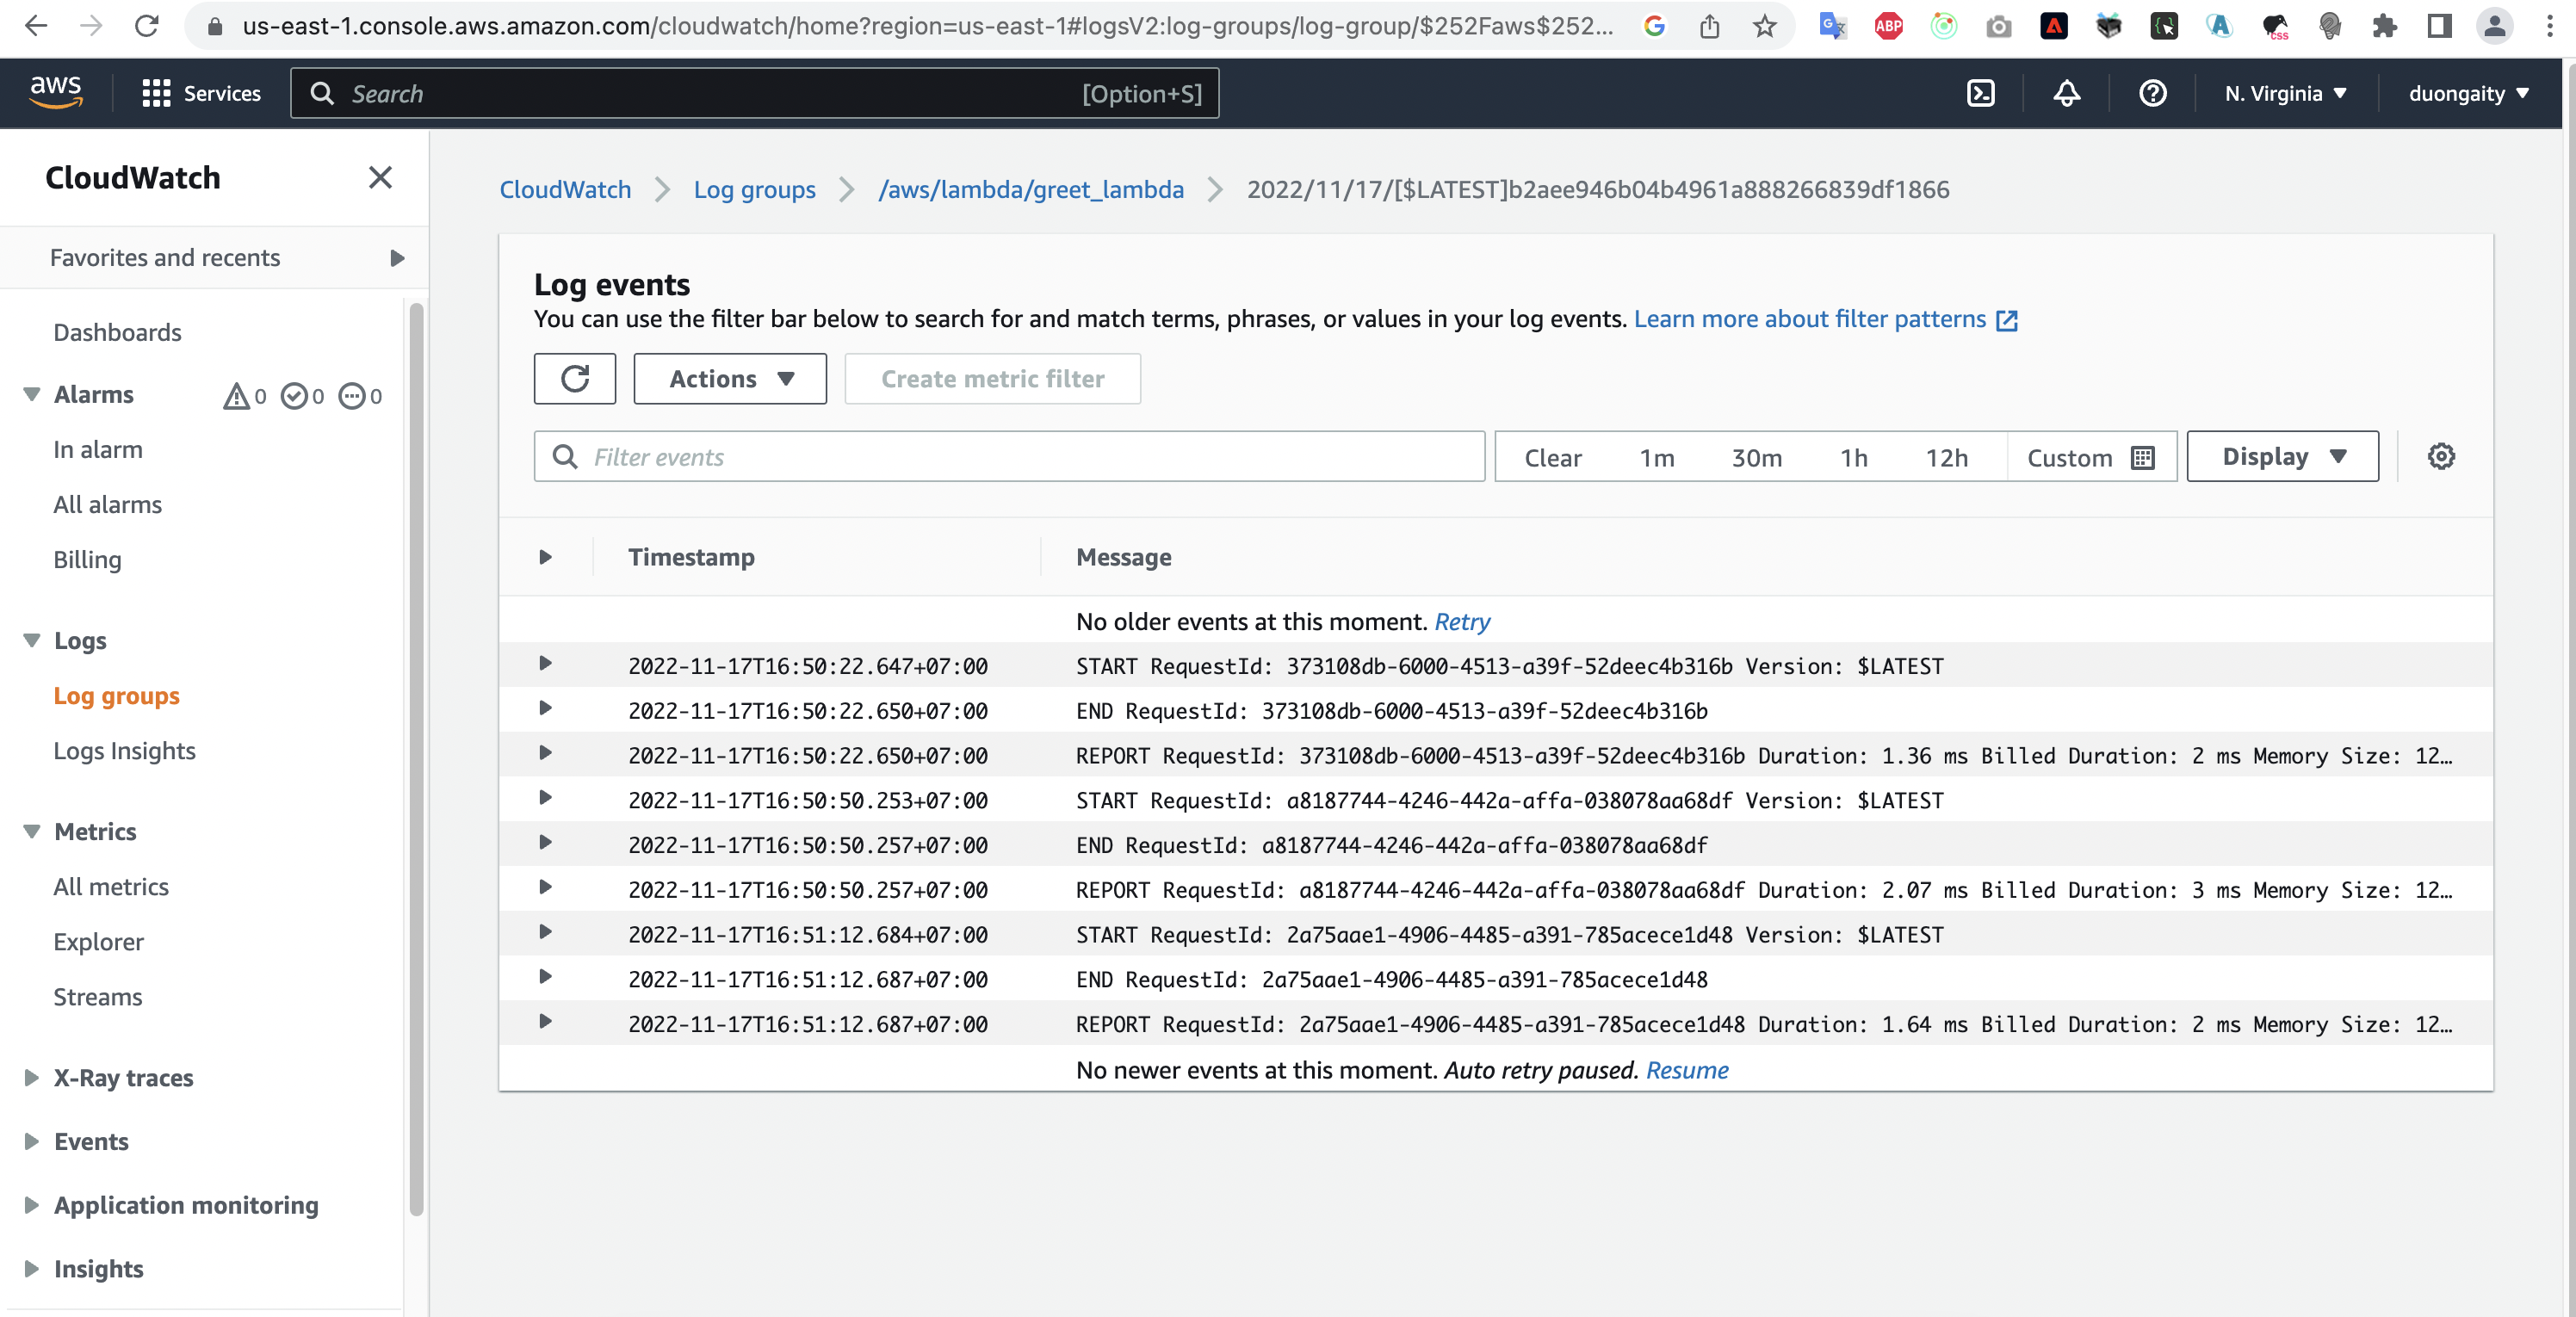 us-east-1.console.aws.amazon.com/cloudwatch/home?region=us-east-1#logsV2:log-groups/log-group/$252Faws$252...
ABP
css
aws
Services
Search
[Option+S]
N. Virginia
duongaity
CloudWatch
Favorites and recents
Dashboards
Alarms
0
0
0
In alarm
All alarms
Billing
Logs
Log groups
Logs Insights
Metrics
All metrics
Explorer
Streams
X-Ray traces
Events
Application monitoring
Insights
CloudWatch
Log groups
/aws/lambda/greet_lambda
2022/11/17/[$LATEST]b2aee946b04b4961a888266839df1866
Log events
You can use the filter bar below to search for and match terms, phrases, or values in your log events. Learn more about filter patterns
Actions
Create metric filter
Filter events
Clear 1m 30m 1h 12h Custom
Display
Timestamp Message
No older events at this moment. Retry
2022-11-17T16:50:22.647+07:00 START RequestId: 373108db-6000-4513-a39f-52deec4b316b Version: $LATEST
2022-11-17T16:50:22.650+07:00 END RequestId: 373108db-6000-4513-a39f-52deec4b316b
2022-11-17T16:50:22.650+07:00 REPORT RequestId: 373108db-6000-4513-a39f-52deec4b316b Duration: 1.36 ms Billed Duration: 2 ms Memory Size: 12…
2022-11-17T16:50:50.253+07:00 START RequestId: a8187744-4246-442a-affa-038078aa68df Version: $LATEST
2022-11-17T16:50:50.257+07:00 END RequestId: a8187744-4246-442a-affa-038078aa68df
2022-11-17T16:50:50.257+07:00 REPORT RequestId: a8187744-4246-442a-affa-038078aa68df Duration: 2.07 ms Billed Duration: 3 ms Memory Size: 12…
2022-11-17T16:51:12.684+07:00 START RequestId: 2a75aae1-4906-4485-a391-785acece1d48 Version: $LATEST
2022-11-17T16:51:12.687+07:00 END RequestId: 2a75aae1-4906-4485-a391-785acece1d48
2022-11-17T16:51:12.687+07:00 REPORT RequestId: 2a75aae1-4906-4485-a391-785acece1d48 Duration: 1.64 ms Billed Duration: 2 ms Memory Size: 12…
No newer events at this moment. Auto retry paused. Resume